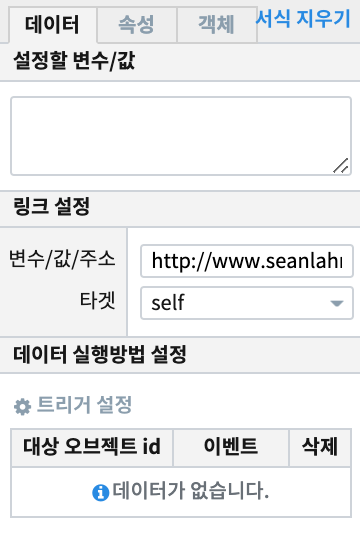 데이터 속성 객체 서식 지우기
설정할 변수/값
링크 설정
변수/값/주소 http://www.seanlahr
타겟 self
데이터 실행방법 설정
트리거 설정
대상 오브젝트 id 이벤트 삭제
데이터가 없습니다.